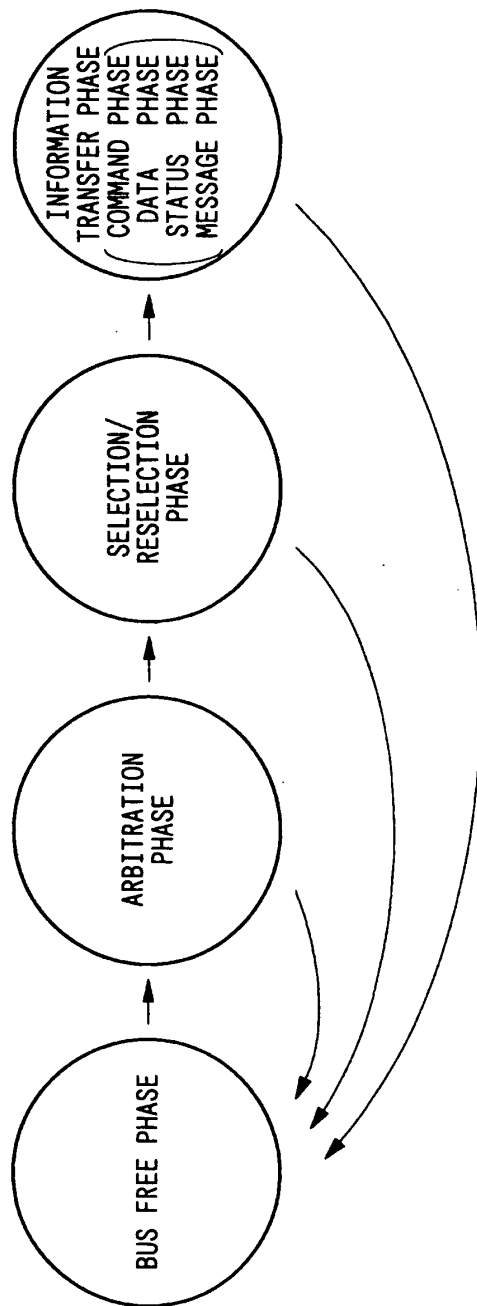 BUS FREE PHASE
ARBITRATION
PHASE
SELECTION/
RESELECTION
PHASE
INFORMATION
TRANSFER PHASE
COMMAND PHASE
DATA PHASE
STATUS PHASE
MESSAGE PHASE